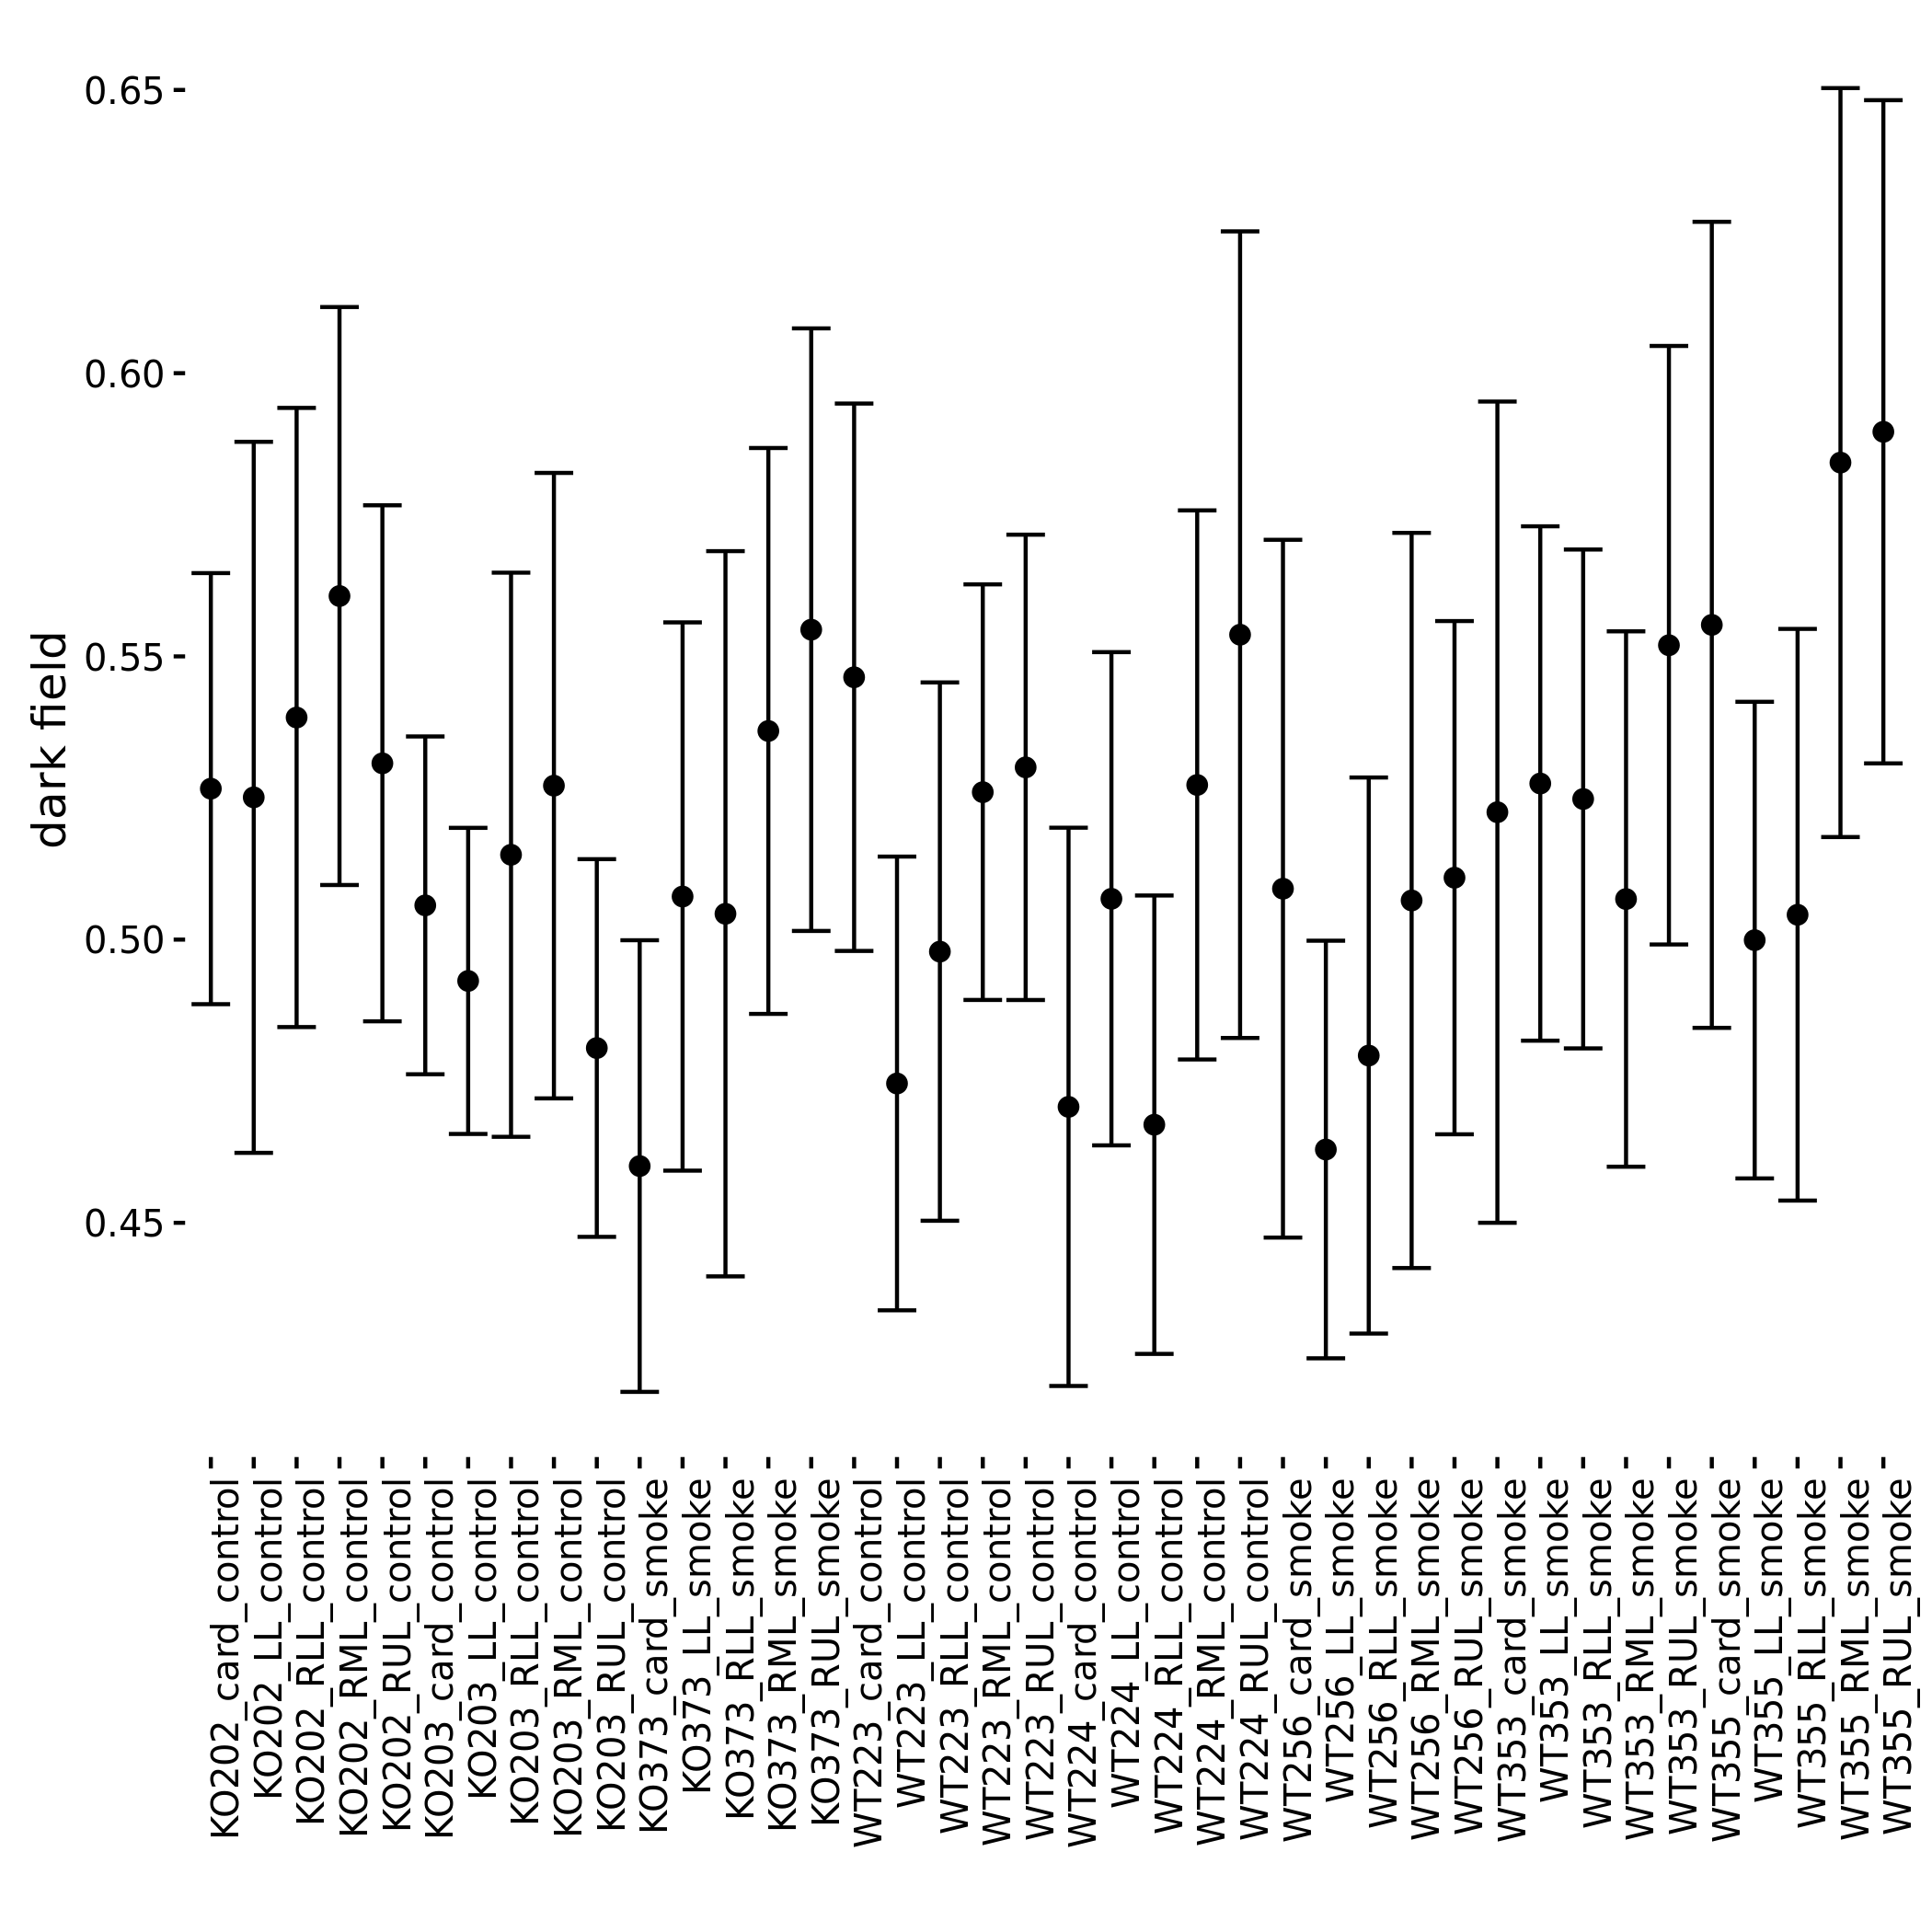 0.65
0.60
0.55
0.50
0.45
dark field
KO202_card_control
KO202_LL_control
KO202_RLL_control
KO202_RML_control
KO202_RUL_control
KO203_card_control
KO203_LL_control
KO203_RLL_control
KO203_RML_control
KO203_RUL_control
KO373_card_smoke
KO373_LL_smoke
KO373_RLL_smoke
KO373_RML_smoke
KO373_RUL_smoke
WT223_card_control
WT223_LL_control
WT223_RLL_control
WT223_RML_control
WT223_RUL_control
WT224_card_control
WT224_LL_control
WT224_RLL_control
WT224_RML_control
WT224_RUL_control
WT256_card_smoke
WT256_LL_smoke
WT256_RLL_smoke
WT256_RML_smoke
WT256_RUL_smoke
WT353_card_smoke
WT353_LL_smoke
WT353_RLL_smoke
WT353_RML_smoke
WT353_RUL_smoke
WT355_card_smoke
WT355_LL_smoke
WT355_RLL_smoke
WT355_RML_smoke
WT355_RUL_smoke